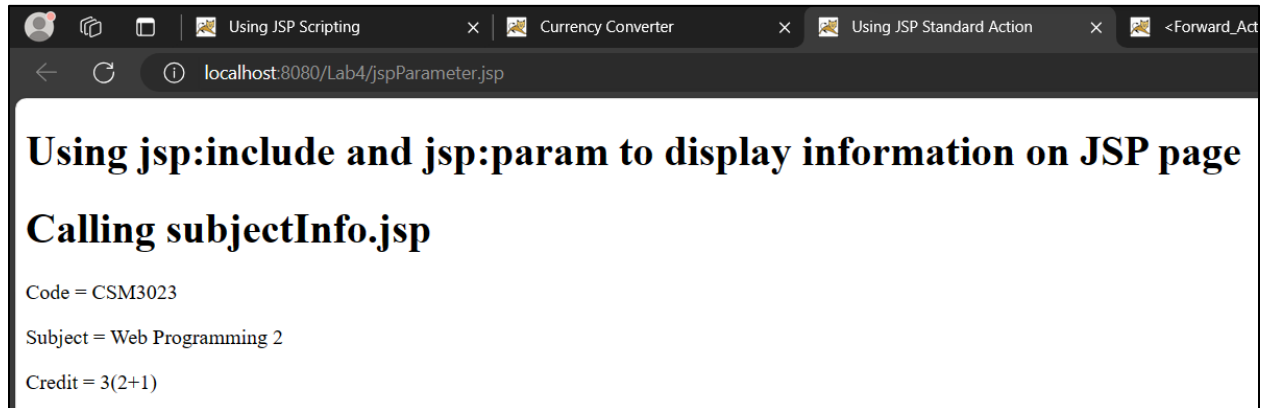 Using JSP Scripting
Currency Converter
Using JSP Standard Action
<Forward_Act
localhost:8080/Lab4/jspParameter.jsp
Using jsp:include and jsp:param to display information on JSP page
Calling subjectInfo.jsp
Code = CSM3023
Subject = Web Programming 2
Credit = 3(2+1)